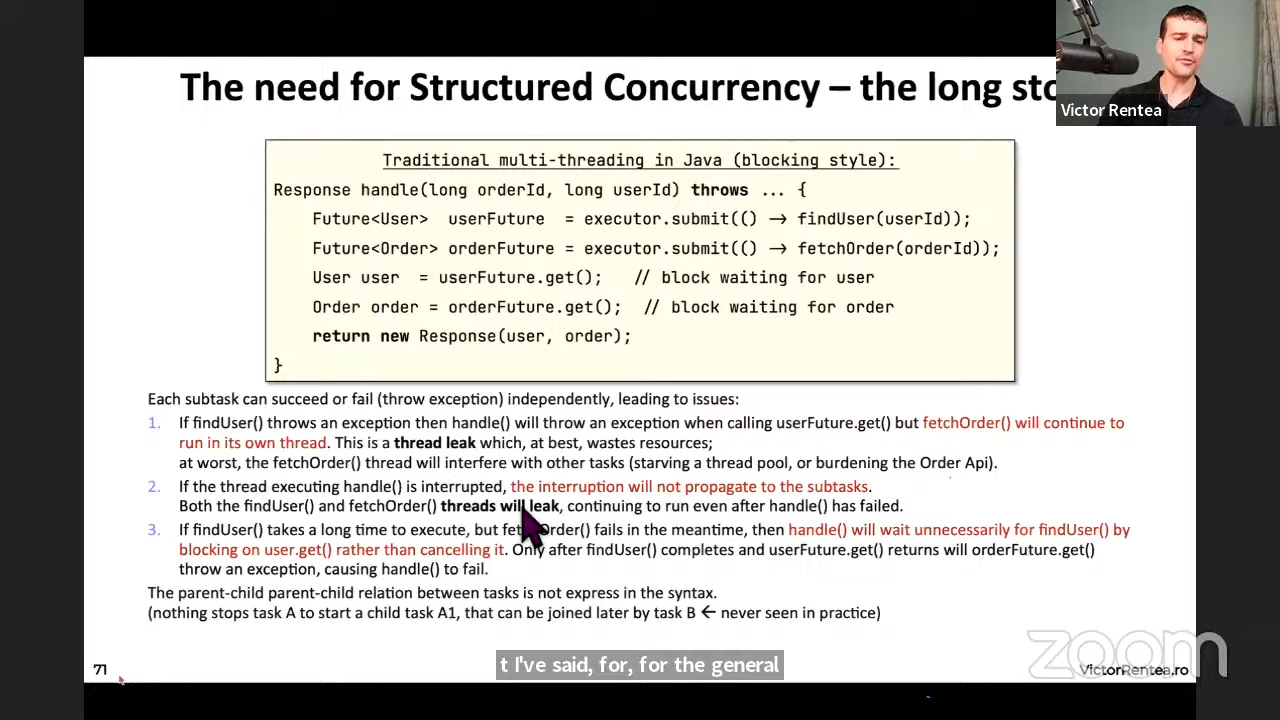 The need for Structured Concurrency – the long sto
Victor Rentea
Traditional multi-threading in Java (blocking style):
Response handle(long orderId, long userId) throws ... {
Future<User> userFuture = executor.submit(() → findUser(userId));
Future<Order> orderFuture = executor.submit(() → fetchOrder(orderId));
User user = userFuture.get(); // block waiting for user
Order order = orderFuture.get(); // block waiting for order
return new Response(user, order);
}
Each subtask can succeed or fail (throw exception) independently, leading to issues:
1. If findUser() throws an exception then handle() will throw an exception when calling userFuture.get() but fetchOrder() will continue to
run in its own thread. This is a thread leak which, at best, wastes resources;
at worst, the fetchOrder() thread will interfere with other tasks (starving a thread pool, or burdening the Order Api).
2. If the thread executing handle() is interrupted, the interruption will not propagate to the subtasks.
Both the findUser() and fetchOrder() threads will leak, continuing to run even after handle() has failed.
3. If findUser() takes a long time to execute, but fetchOrder() fails in the meantime, then handle() will wait unnecessarily for findUser() by
blocking on user.get() rather than cancelling it. Only after findUser() completes and userFuture.get() returns will orderFuture.get()
throw an exception, causing handle() to fail.
The parent-child parent-child relation between tasks is not express in the syntax.
(nothing stops task A to start a child task A1, that can be joined later by task B ← never seen in practice)
zoom
t I've said, for, for the general
71
VictorRentea.ro